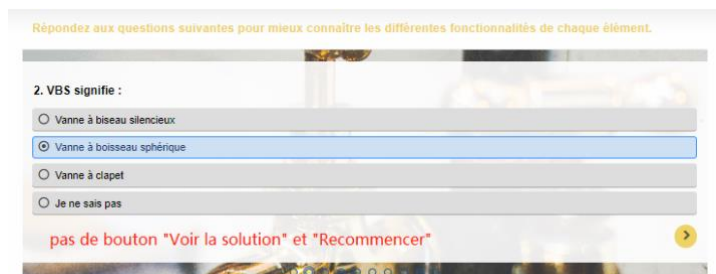 Répondez aux questions suivantes pour mieux connaître les différentes fonctionnalités de chaque élément.
2. VBS signifie :
Vanne à biseau silencieux
Vanne à boisseau sphérique
Vanne à clapet
Je ne sais pas
pas de bouton "Voir la solution" et "Recommencer"